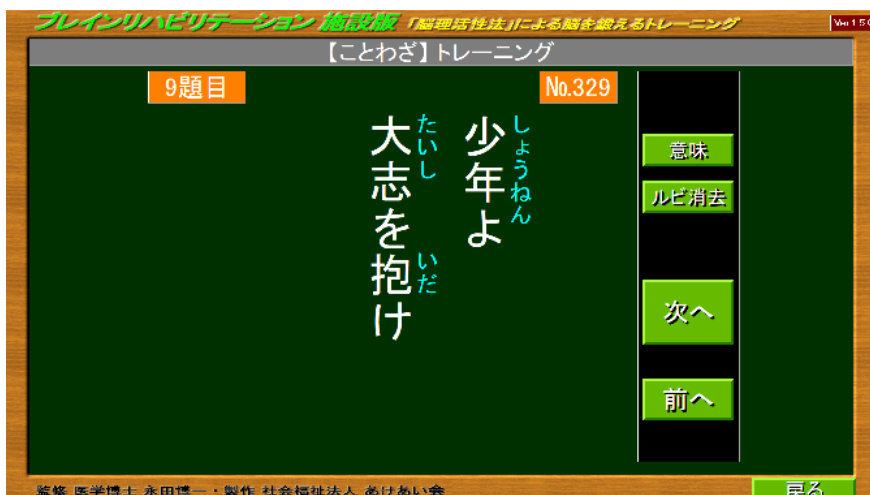 ブレインリハビリテーション 施設版 「脳理活性法」による脳を鍛えるトレーニング
Ver1.50
【ことわざ】トレーニング
9題目
No.329
しょうねん
少年よ
たいし いだ
大志を抱け
意味
ルビ消去
次へ
前へ
監修 医学博士 永田博一・製作 社会福祉法人 あけあい会
戻る